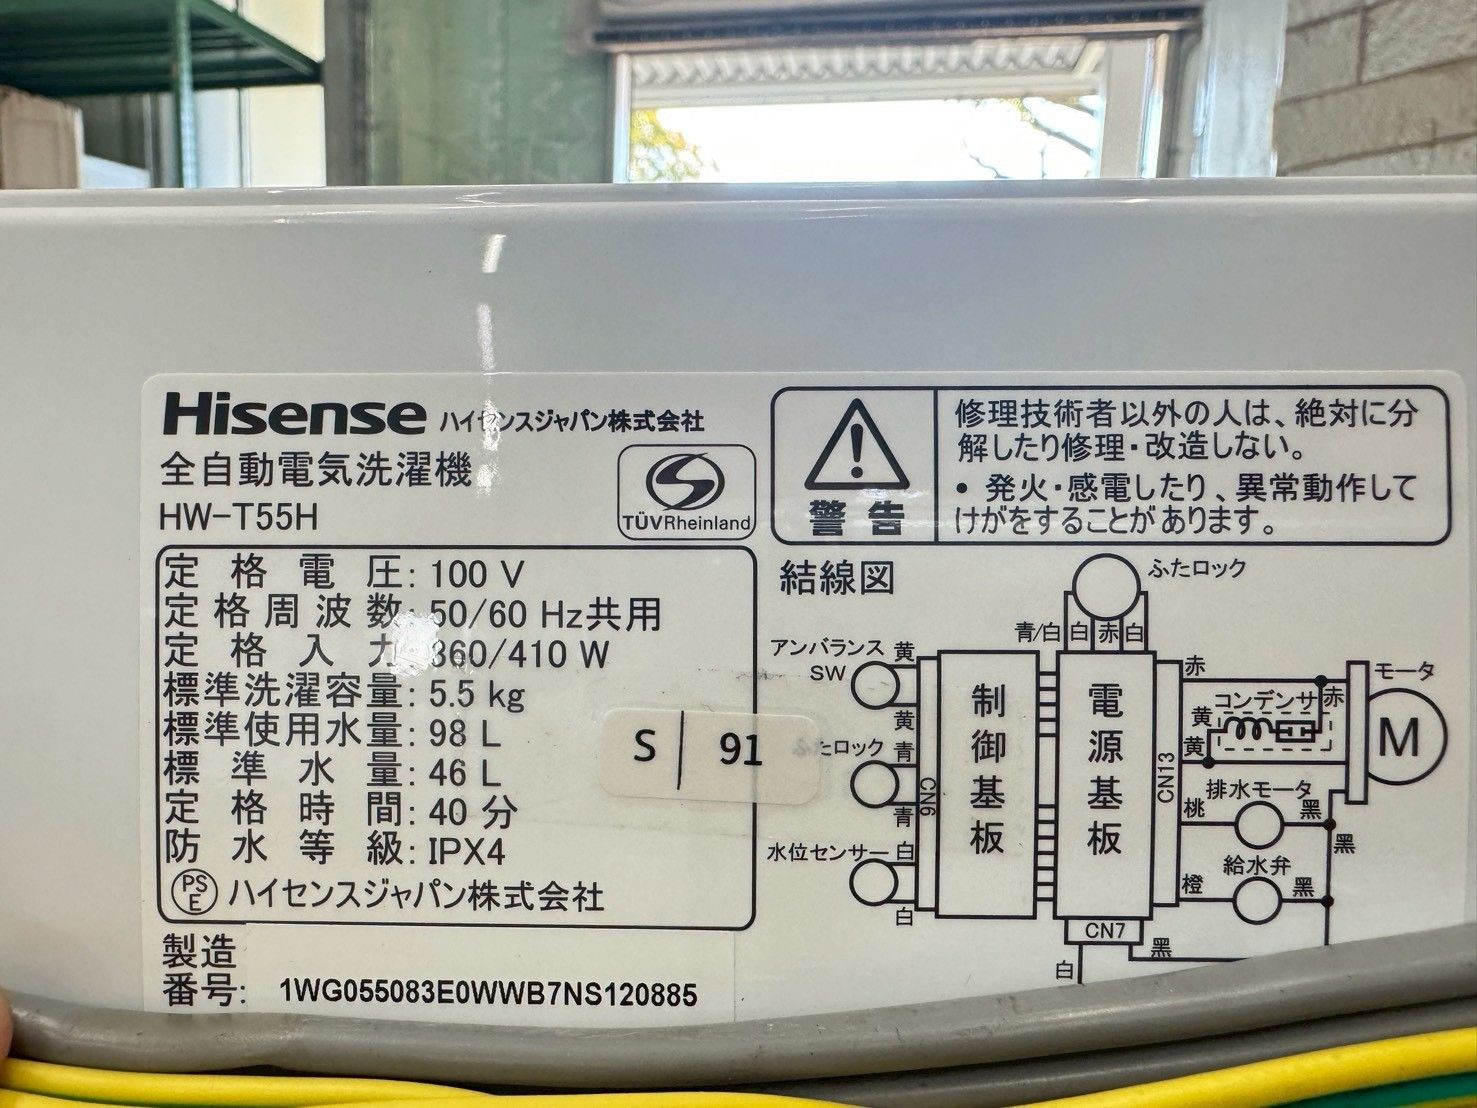 Hisense ハイセンスジャパン株式会社
全自動電気洗濯機
HW-T55H
TÜVRheinland
定格電圧: 100 V
定格周波数: 50/60 Hz共用
定格入力: 360/410 W
標準洗濯容量: 5.5 kg
標準使用水量: 98 L
標準水量: 46 L
定格時間: 40 分
防水等級: IPX4
PSE ハイセンスジャパン株式会社
製造
番号: 1WG055083E0WWB7NS120885
S 91
警告
修理技術者以外の人は、絶対に分
解したり修理・改造しない。
• 発火・感電したり、異常動作して
けがをすることがあります。
結線図
ふたロック
青/白 白 赤 白
アンバランス
SW
黄
黄
たロック
青
青
水位センサー
白
白
CN6
制御基板
電源基板
CN13
CN7
白
黒
赤
コンデンサ
赤
黄
黄
モータ
M
排水モータ
桃
黒
黒
給水弁
橙
黒